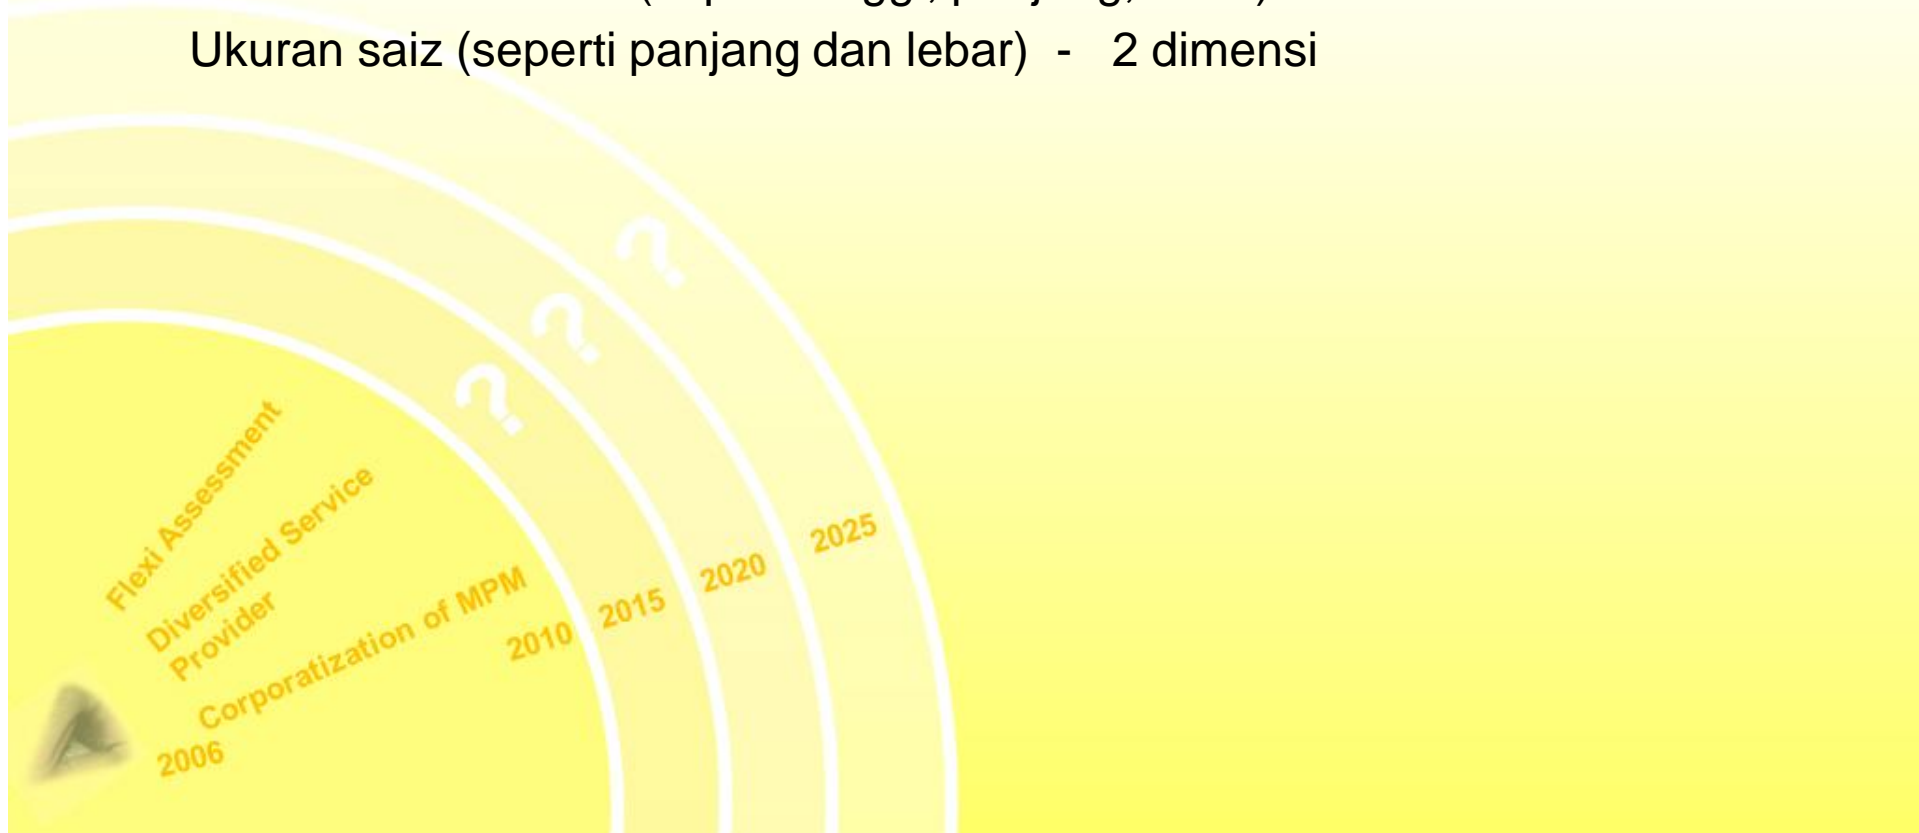 Ukuran saiz (seperti panjang dan lebar) - 2 dimensi
?
?
?
Flexi Assessment
Diversified Service
Provider
Corporatization of MPM
2006
2010
2015
2020
2025